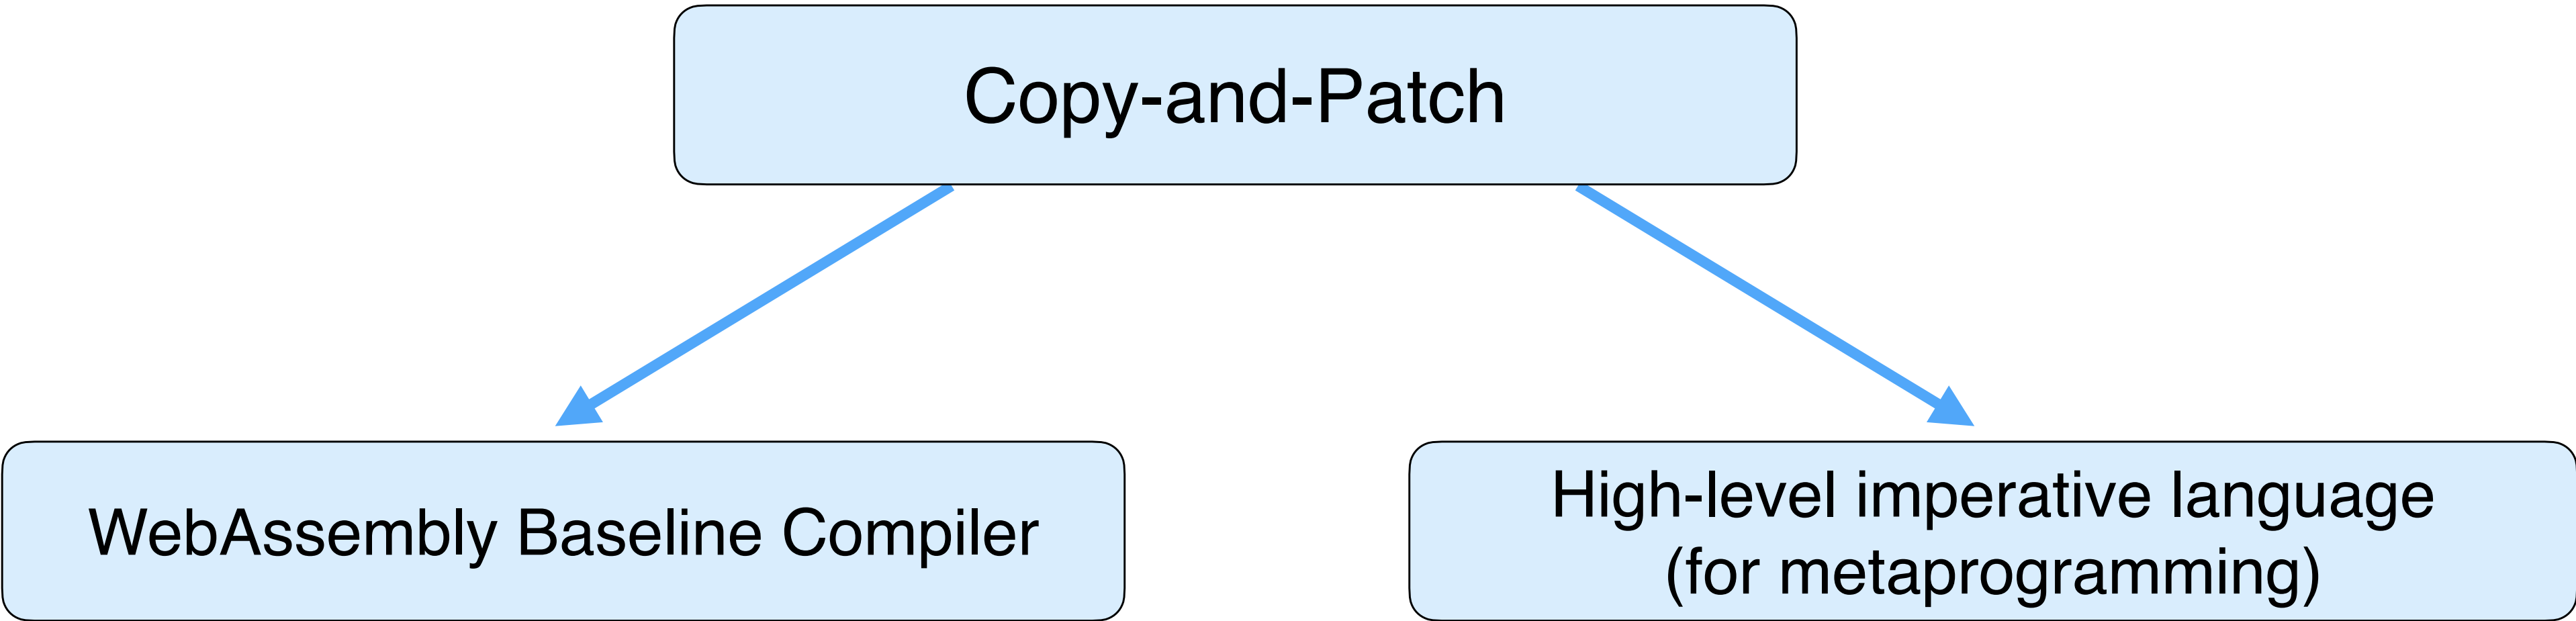 Copy-and-Patch
WebAssembly Baseline Compiler
High-level imperative language
(for metaprogramming)